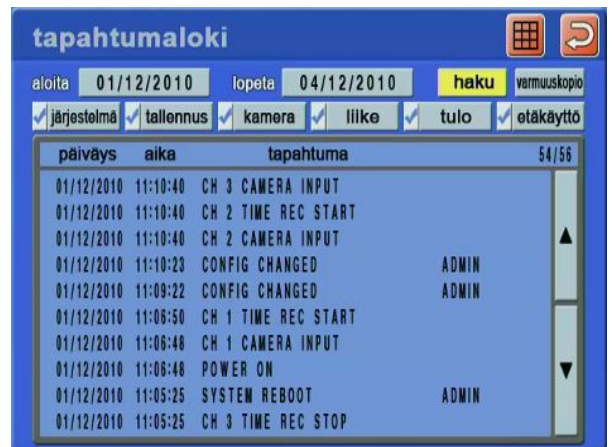 tapahtumaloki
aloita 01/12/2010 lopeta 04/12/2010 haku varmuuskopio
järjestelmä tallennus kamera liike tulo etäkäyttö
päiväys aika tapahtuma 54/56
01/12/2010 11:10:40 CH 3 CAMERA INPUT
01/12/2010 11:10:40 CH 2 TIME REC START
01/12/2010 11:10:40 CH 2 CAMERA INPUT
01/12/2010 11:10:23 CONFIG CHANGED ADMIN
01/12/2010 11:09:22 CONFIG CHANGED ADMIN
01/12/2010 11:06:50 CH 1 TIME REC START
01/12/2010 11:06:48 CH 1 CAMERA INPUT
01/12/2010 11:06:48 POWER ON
01/12/2010 11:05:25 SYSTEM REBOOT ADMIN
01/12/2010 11:05:25 CH 3 TIME REC STOP